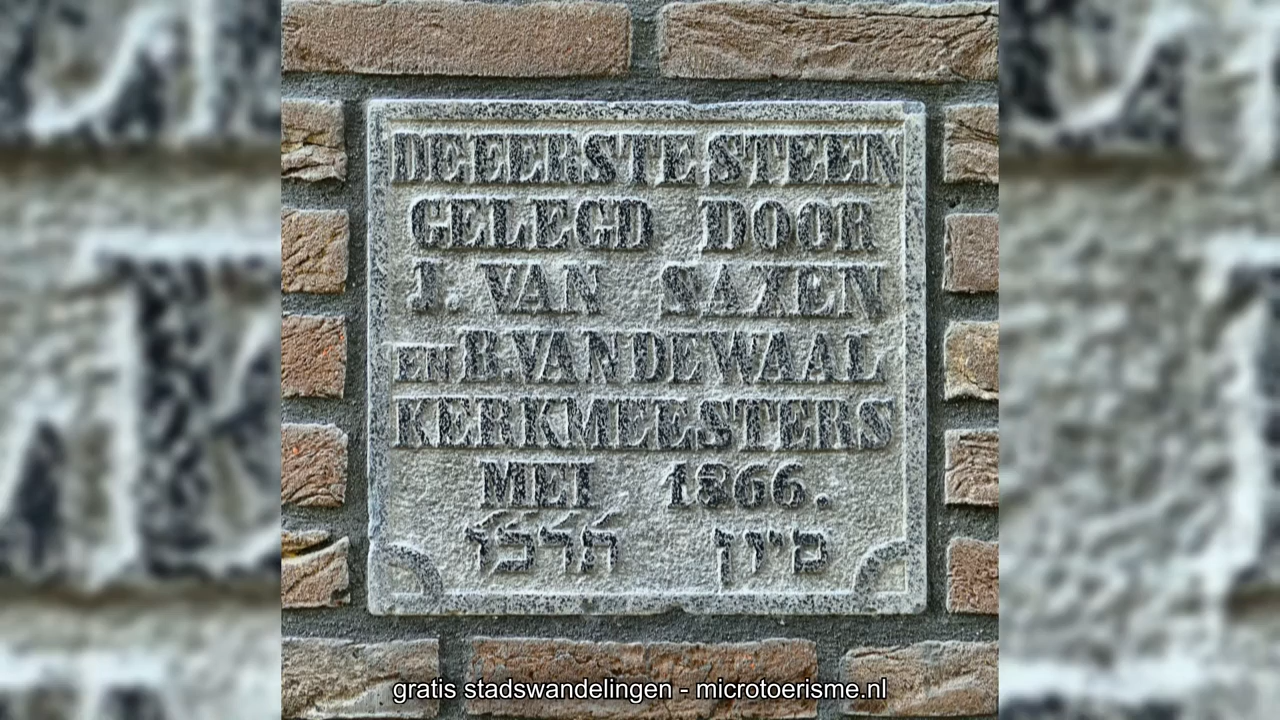 DE EERSTE STEEN
GELEGD DOOR
J. VAN SAXEN
EN B. VAN DE WAAL
KERKMEESTERS
MEI 1866.
סיון תרכו
gratis stadswandelingen - microtoerisme.nl